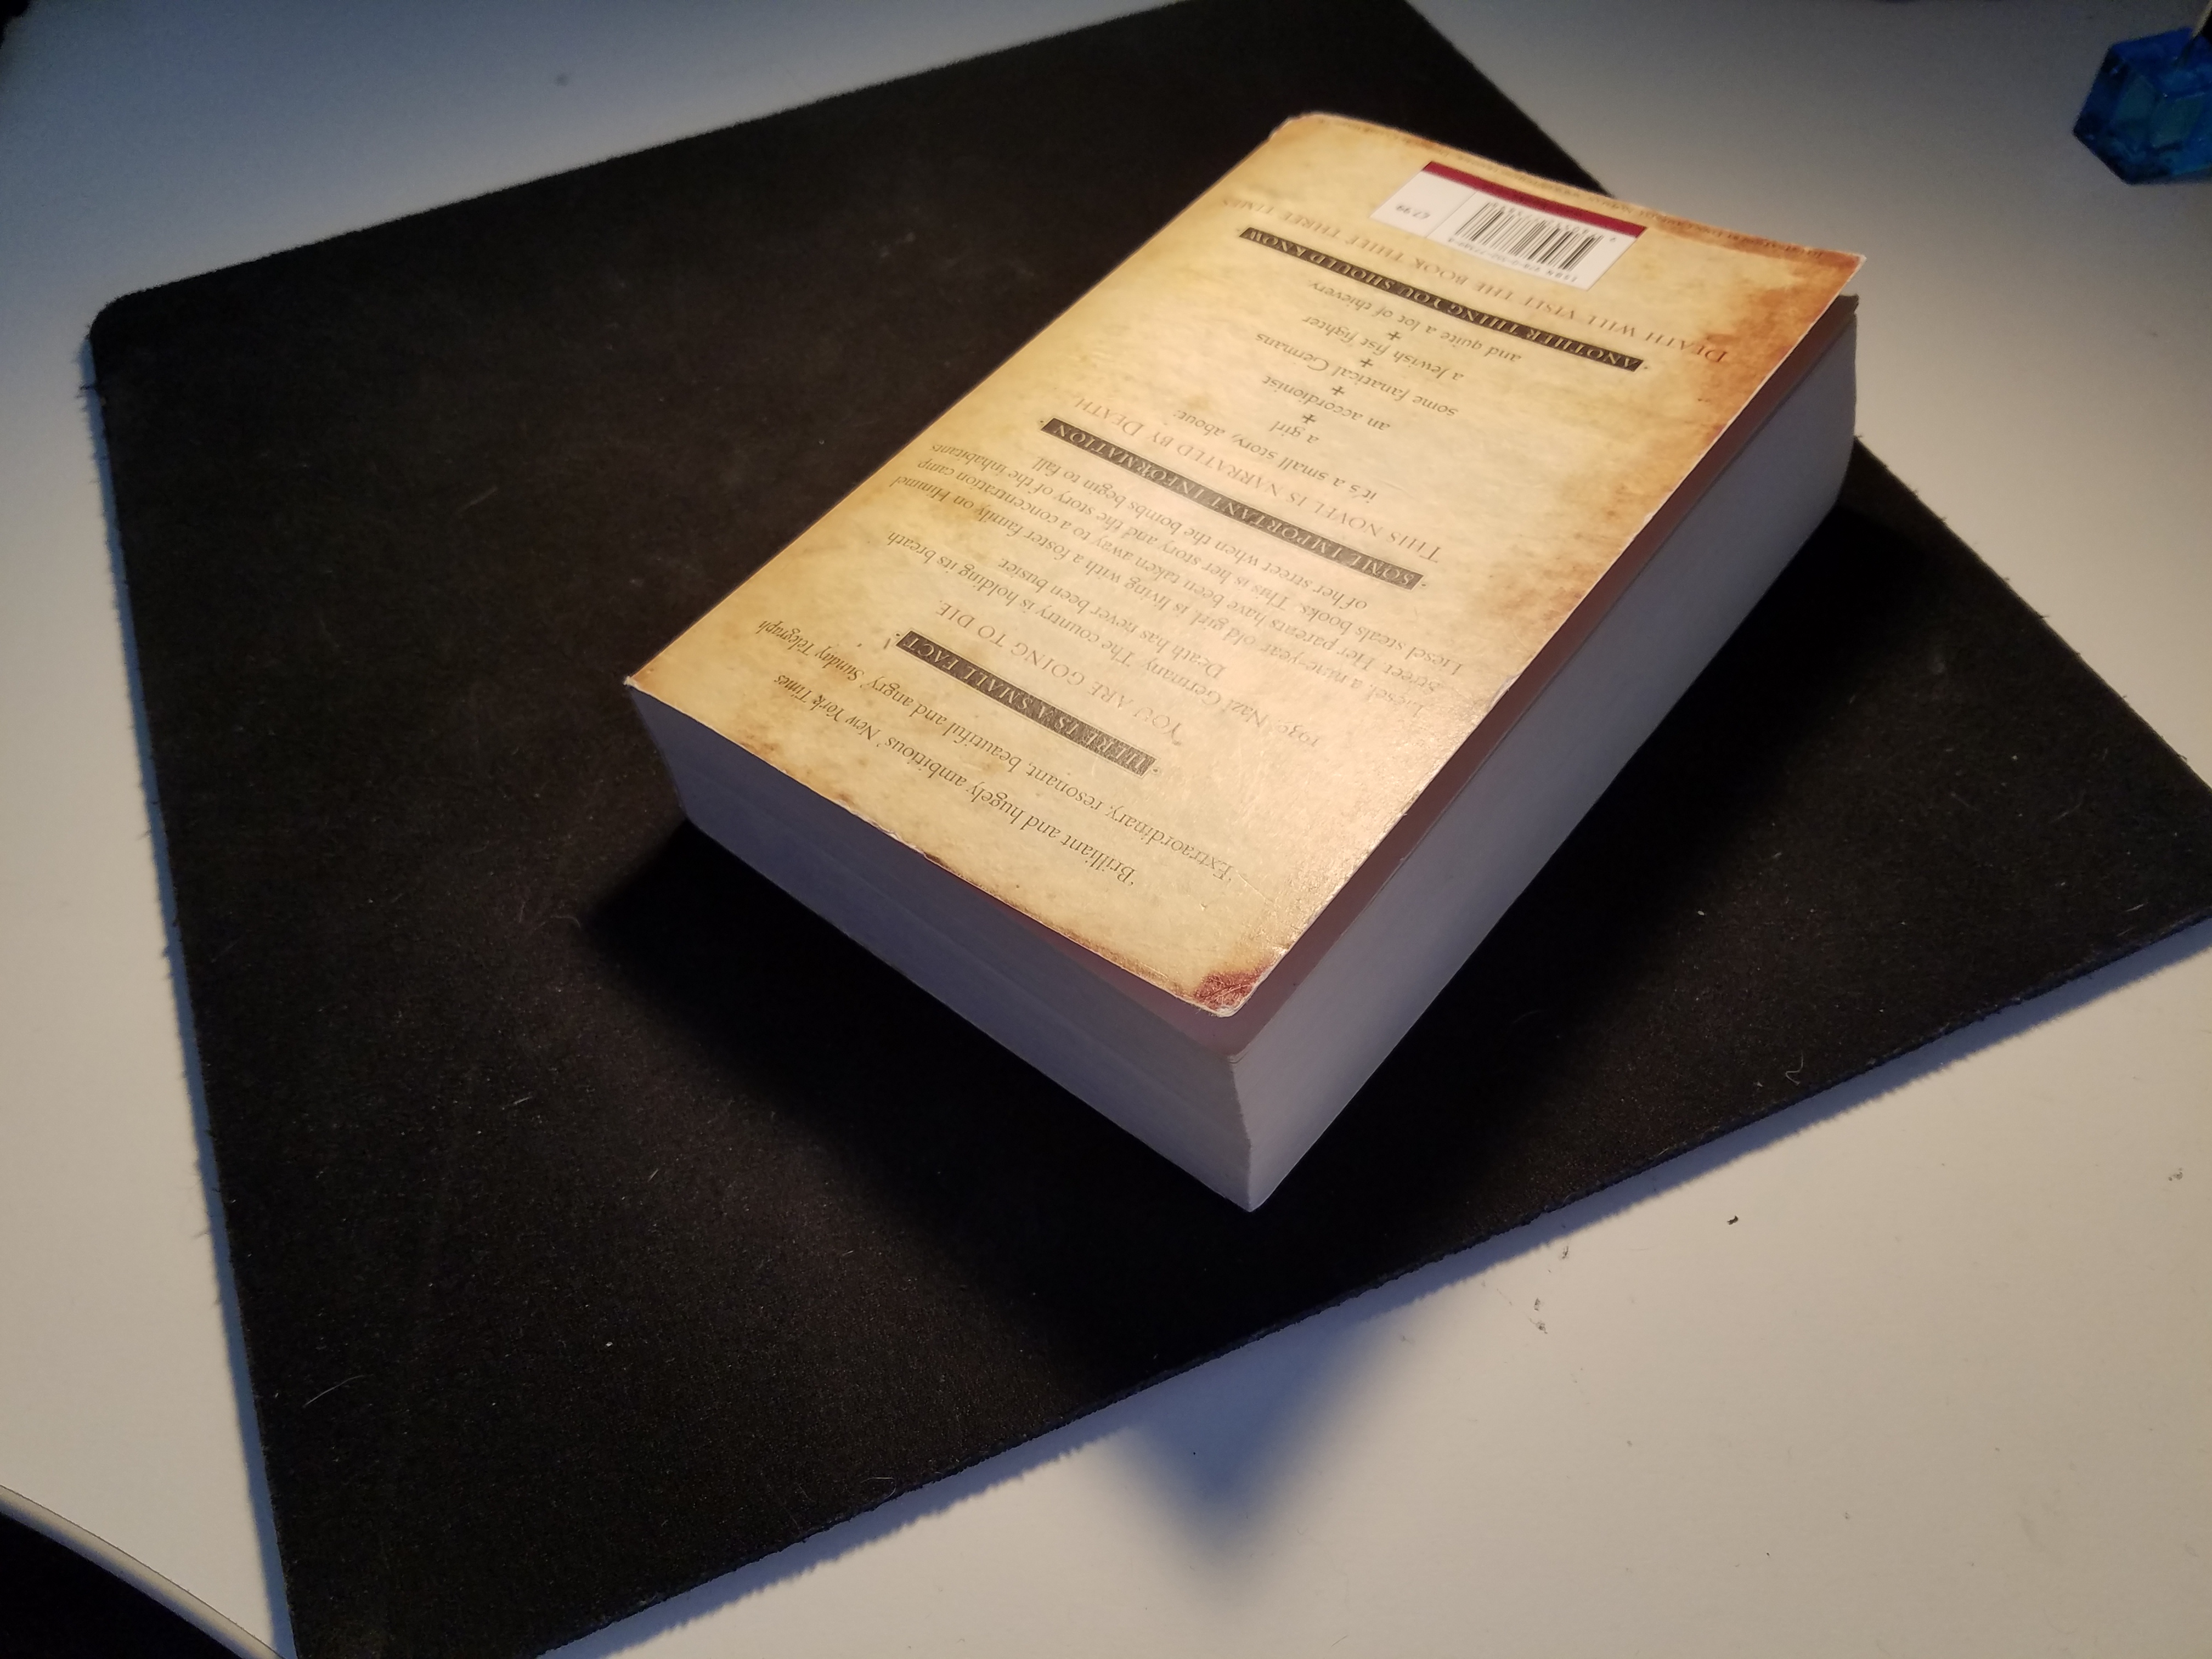 'Brilliant and hugely ambitious' New York Times
'Extraordinary, resonant, beautiful and angry' Sunday Telegraph
HERE IS A SMALL FACT
YOU ARE GOING TO DIE.
1939. Nazi Germany. The country is holding its breath.
Death has never been busier.
Liesel, a nine-year-old girl, is living with a foster family on Himmel
Street. Her parents have been taken away to a concentration camp.
Liesel steals books. This is her story and the story of the inhabitants
of her street when the bombs begin to fall.
SOME IMPORTANT INFORMATION
THIS NOVEL IS NARRATED BY DEATH
it's a small story, about:
a girl
+
an accordionist
+
some fanatical Germans
+
a Jewish fist fighter
+
and quite a lot of thievery
ANOTHER THING YOU SHOULD KNOW
DEATH WILL VISIT THE BOOK THIEF THREE TIMES
ISBN
£7.99